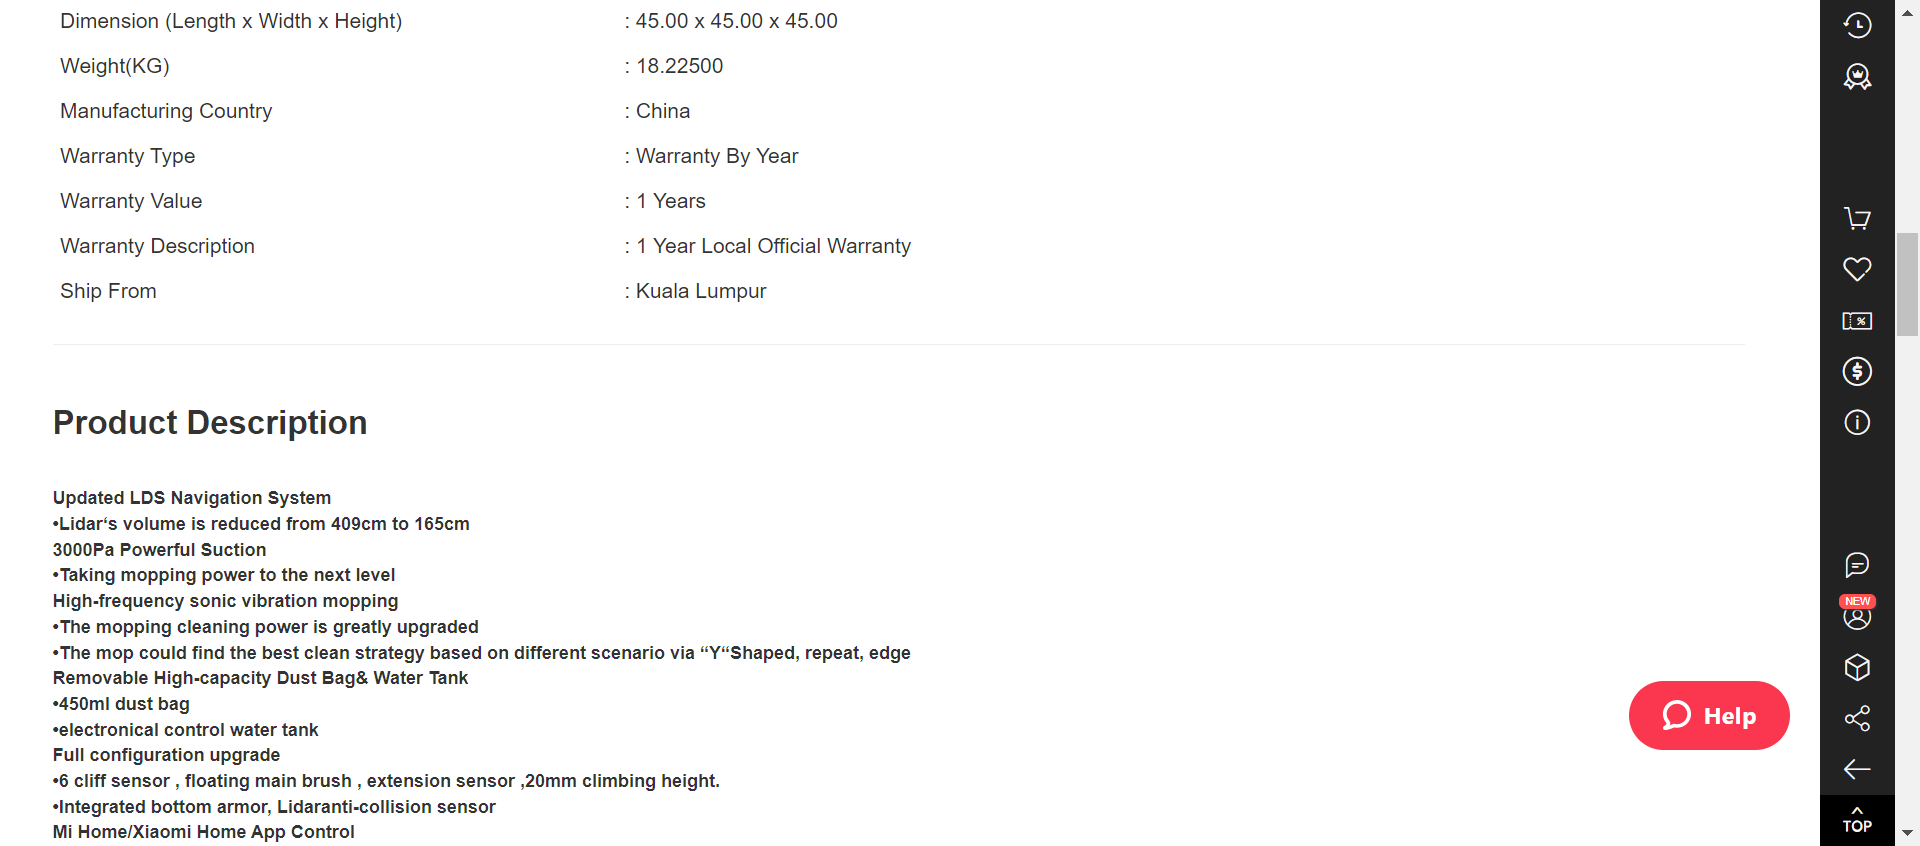 Dimension (Length x Width x Height) : 45.00 x 45.00 x 45.00
Weight(KG) : 18.22500
Manufacturing Country : China
Warranty Type : Warranty By Year
Warranty Value : 1 Years
Warranty Description : 1 Year Local Official Warranty
Ship From : Kuala Lumpur
Product Description
Updated LDS Navigation System
•Lidar‘s volume is reduced from 409cm to 165cm
3000Pa Powerful Suction
•Taking mopping power to the next level
High-frequency sonic vibration mopping
•The mopping cleaning power is greatly upgraded
•The mop could find the best clean strategy based on different scenario via “Y“Shaped, repeat, edge
Removable High-capacity Dust Bag& Water Tank
•450ml dust bag
•electronical control water tank
Full configuration upgrade
•6 cliff sensor , floating main brush , extension sensor ,20mm climbing height.
•Integrated bottom armor, Lidaranti-collision sensor
Mi Home/Xiaomi Home App Control
NEW
Help
TOP